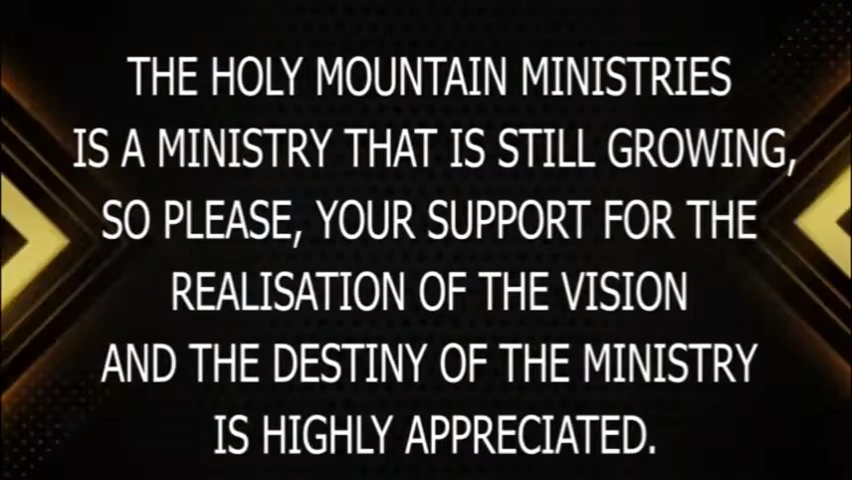 THE HOLY MOUNTAIN MINISTRIES
IS A MINISTRY THAT IS STILL GROWING,
SO PLEASE, YOUR SUPPORT FOR THE
REALISATION OF THE VISION
AND THE DESTINY OF THE MINISTRY
IS HIGHLY APPRECIATED.